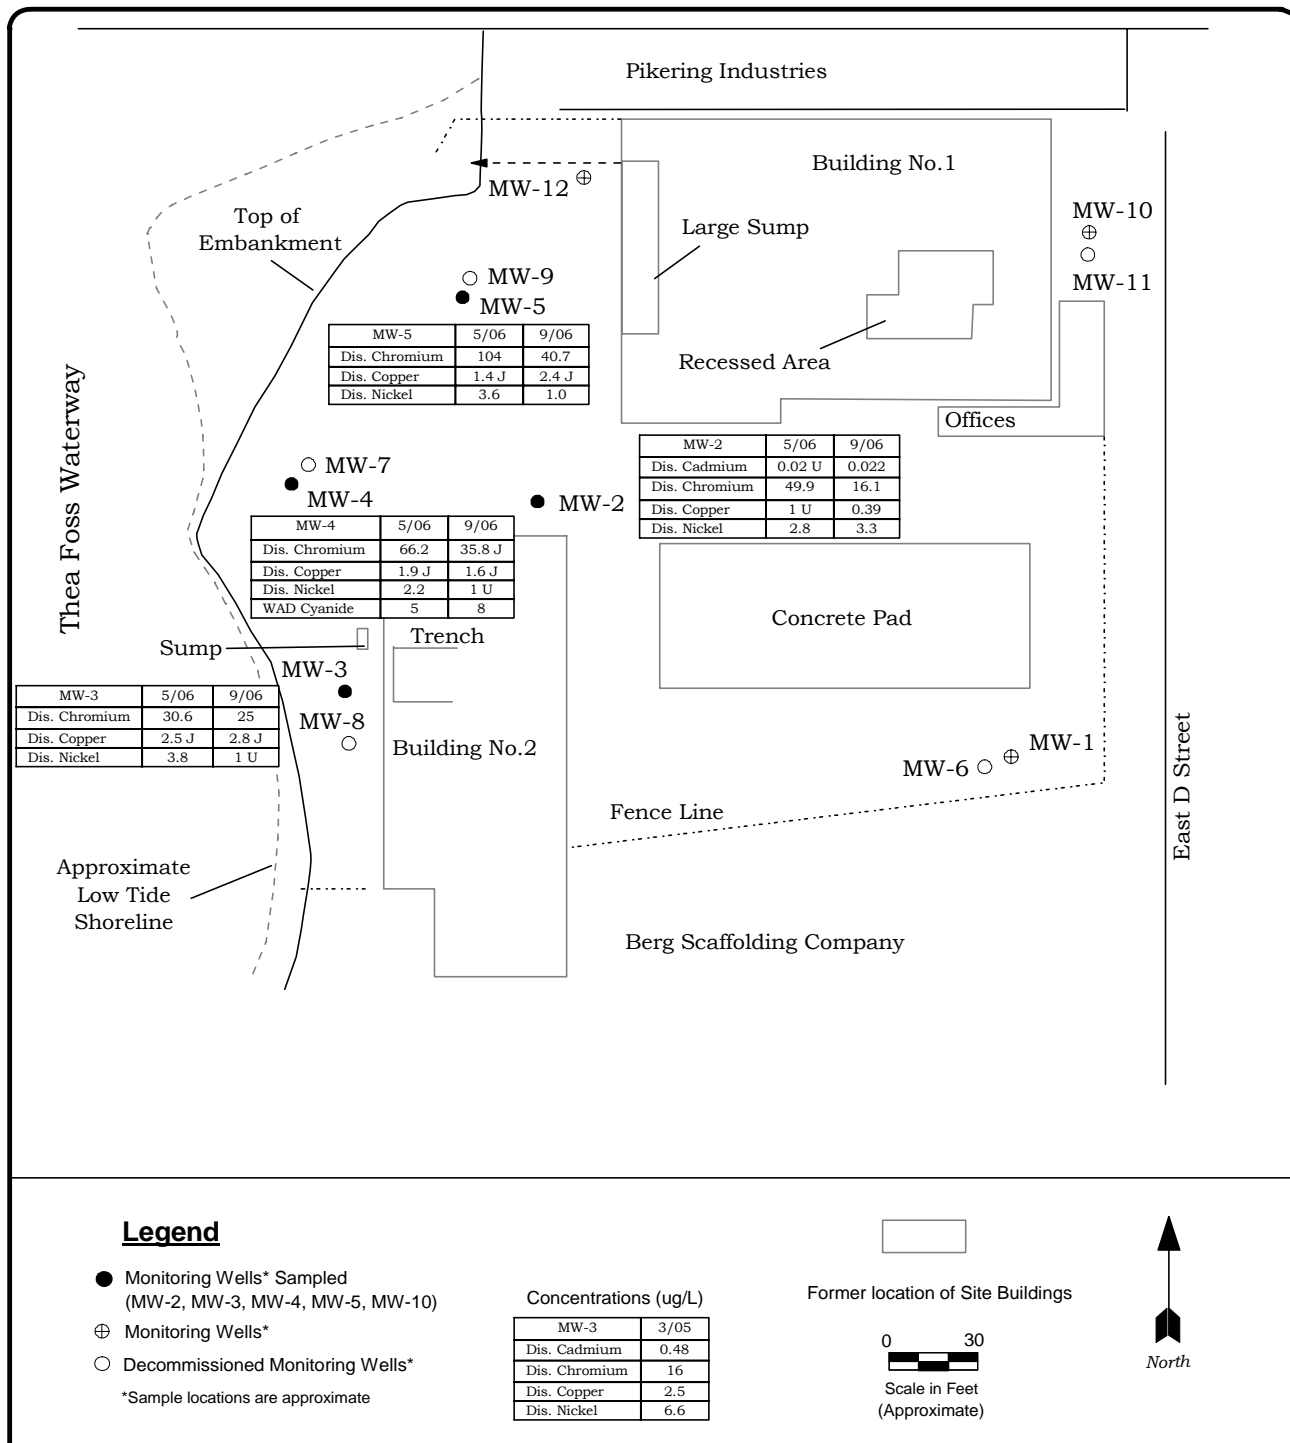 Pikering Industries
Building No.1
MW-12
MW-10
Top of
Embankment
Large Sump
MW-9
MW-11
MW-5
MW-5 5/06 9/06
Dis. Chromium 104 40.7
Dis. Copper 1.4 J 2.4 J
Dis. Nickel 3.6 1.0
Recessed Area
Thea Foss Waterway
Offices
MW-7
MW-4
MW-2
MW-2 5/06 9/06
Dis. Cadmium 0.02 U 0.022
Dis. Chromium 49.9 16.1
Dis. Copper 1 U 0.39
Dis. Nickel 2.8 3.3
MW-4 5/06 9/06
Dis. Chromium 66.2 35.8 J
Dis. Copper 1.9 J 1.6 J
Dis. Nickel 2.2 1 U
WAD Cyanide 5 8
Concrete Pad
Trench
Sump
MW-3
MW-3 5/06 9/06
Dis. Chromium 30.6 25
Dis. Copper 2.5 J 2.8 J
Dis. Nickel 3.8 1 U
MW-8
Building No.2
MW-1
MW-6
East D Street
Fence Line
Approximate
Low Tide
Shoreline
Berg Scaffolding Company
Legend
Monitoring Wells* Sampled
(MW-2, MW-3, MW-4, MW-5, MW-10)
Monitoring Wells*
Decommissioned Monitoring Wells*
*Sample locations are approximate
Concentrations (ug/L)
MW-3 3/05
Dis. Cadmium 0.48
Dis. Chromium 16
Dis. Copper 2.5
Dis. Nickel 6.6
Former location of Site Buildings
0 30
Scale in Feet
(Approximate)
North